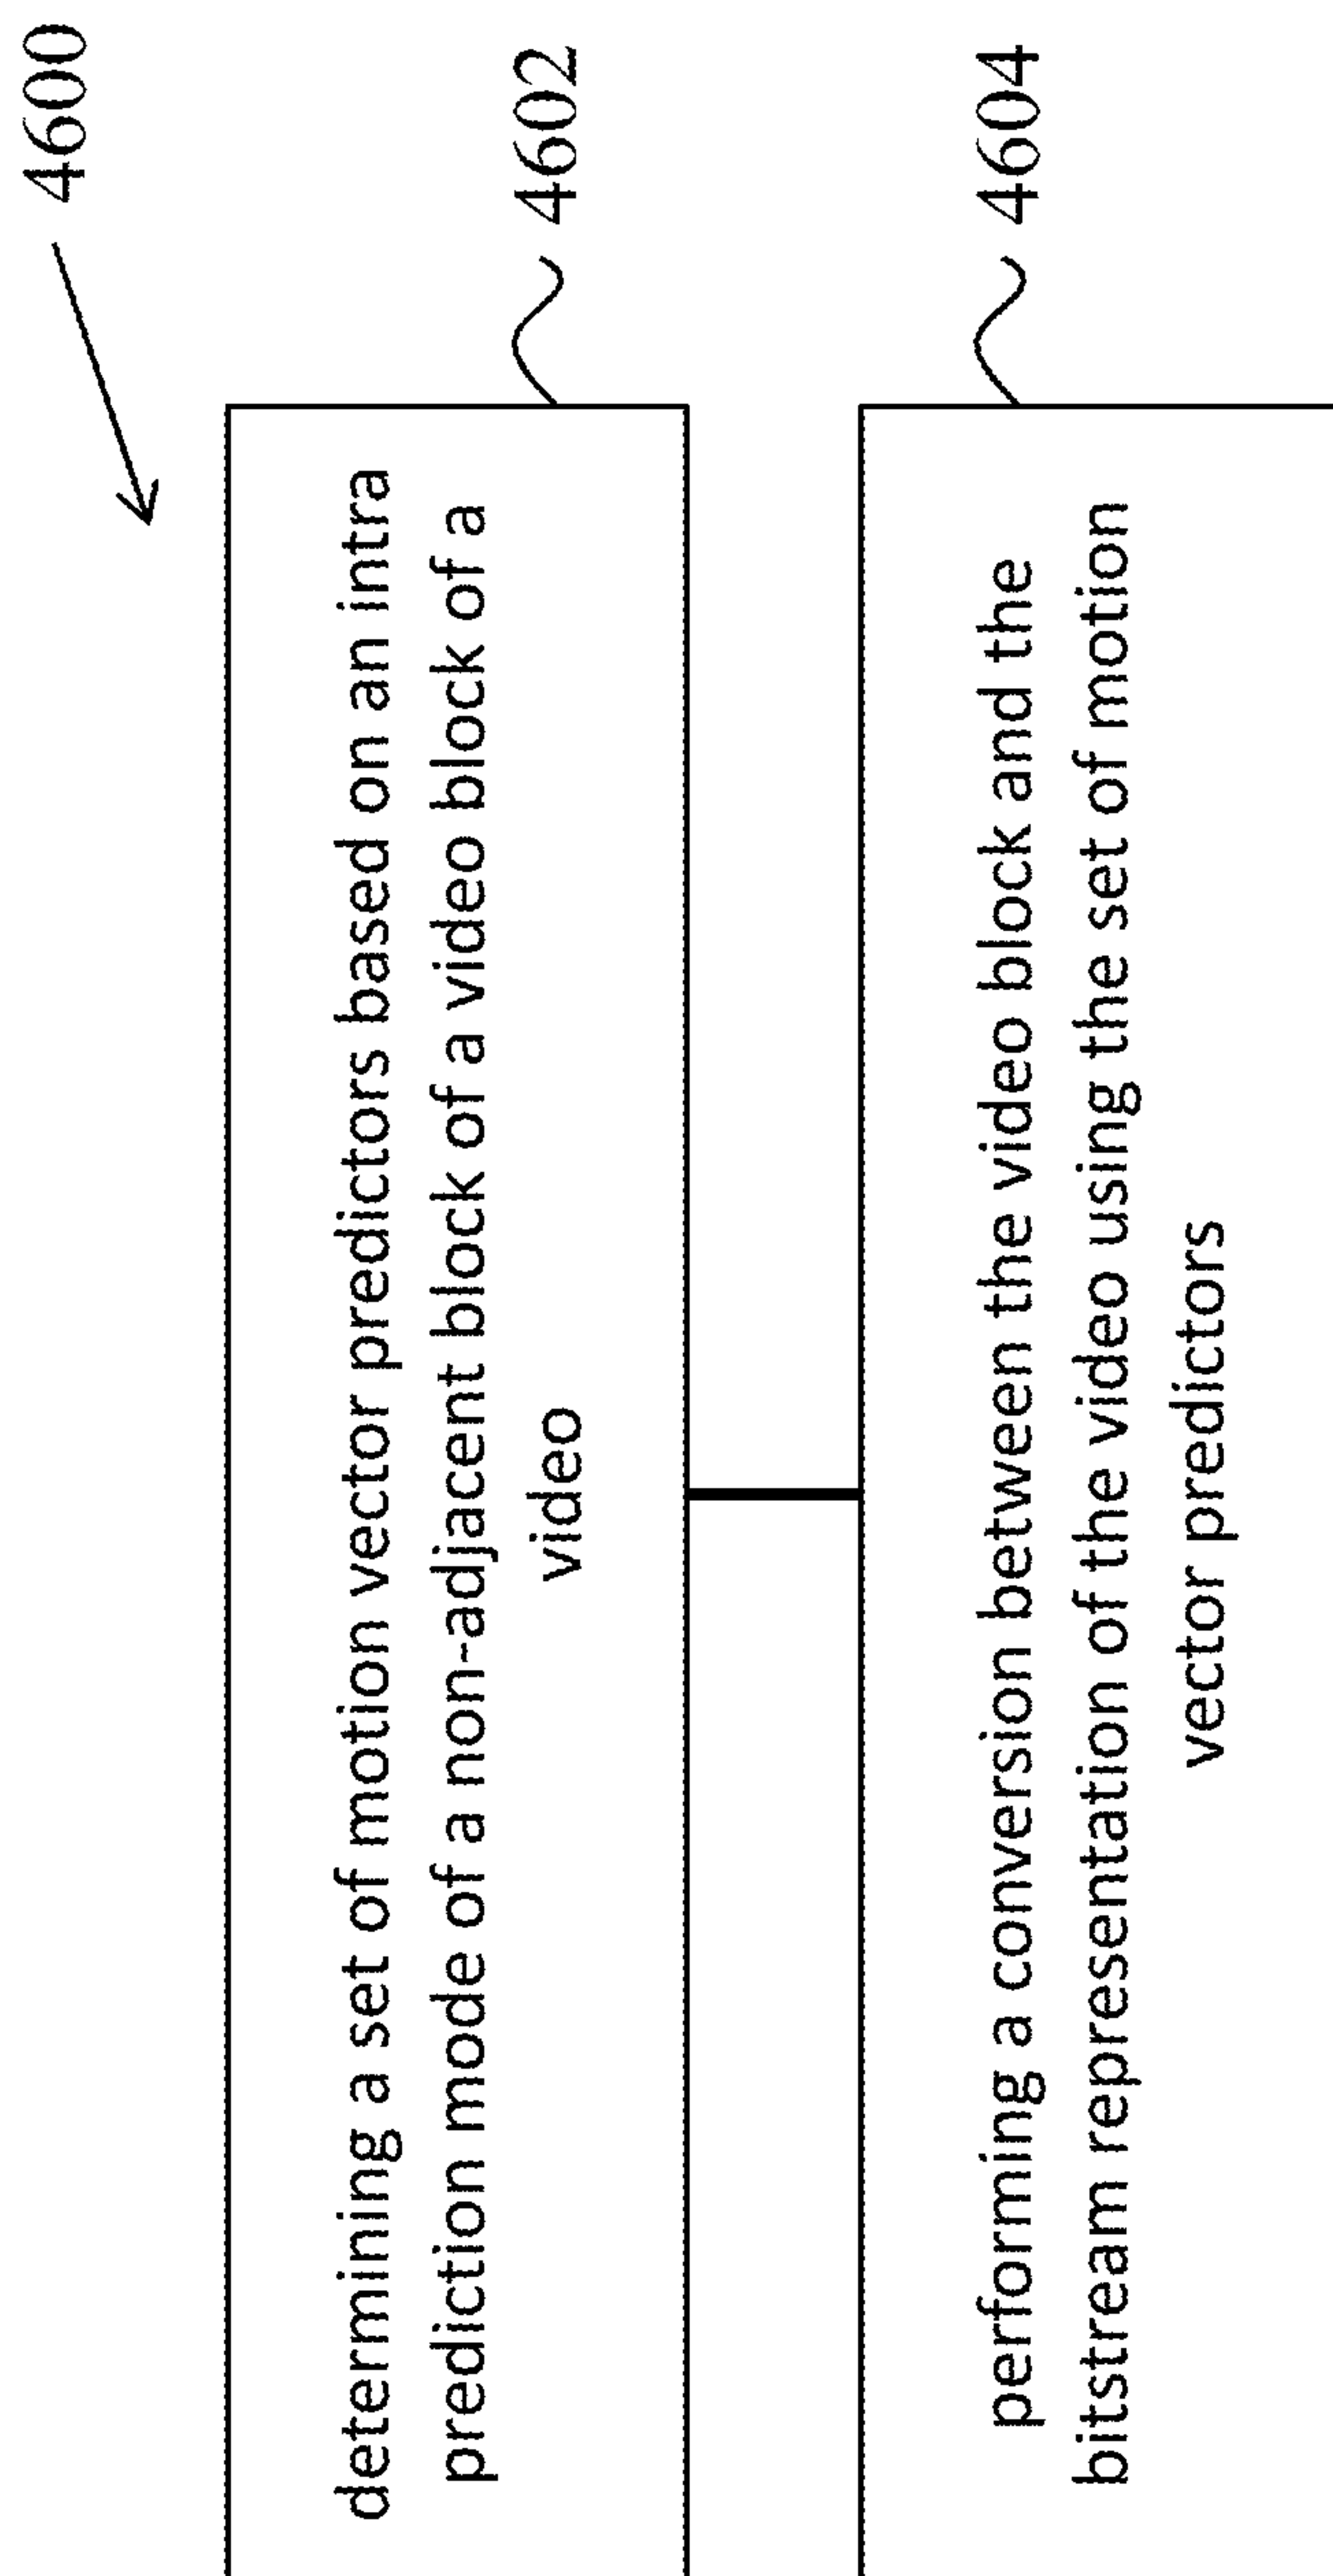 4600
determining a set of motion vector predictors based on an intra
prediction mode of a non-adjacent block of a video block of a
video
4602
performing a conversion between the video block and the
bitstream representation of the video using the set of motion
vector predictors
4604